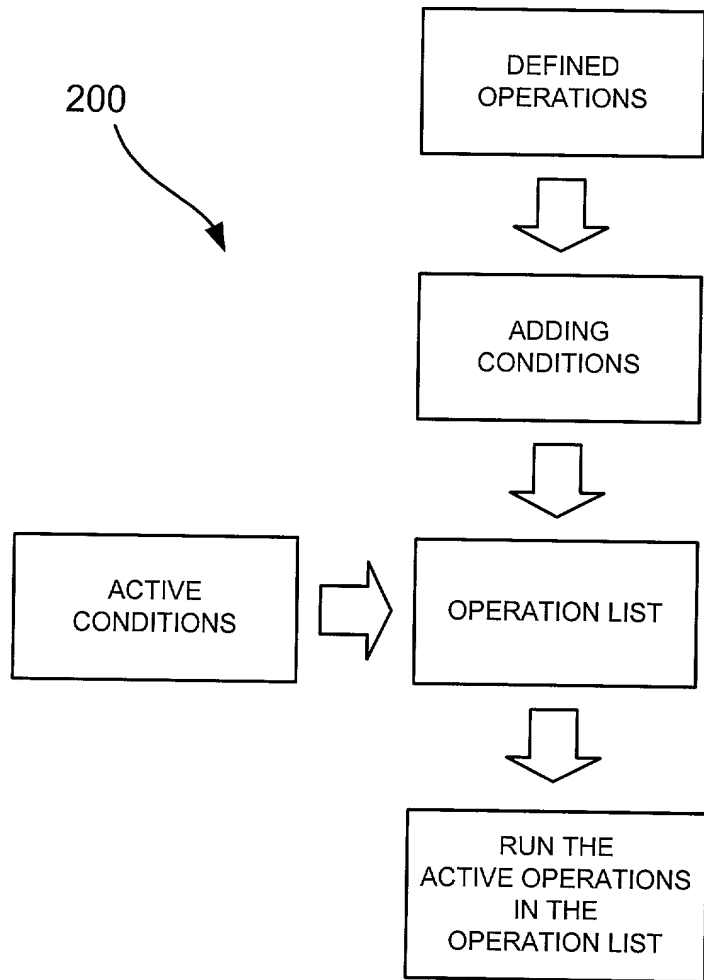 200
DEFINED
OPERATIONS
ADDING
CONDITIONS
ACTIVE
CONDITIONS
OPERATION LIST
RUN THE
ACTIVE OPERATIONS
IN THE
OPERATION LIST